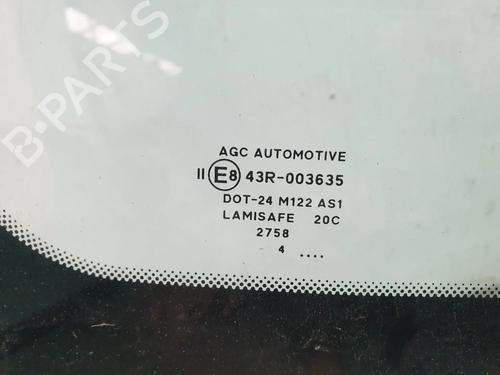 B-PARTS
AGC AUTOMOTIVE
II E8 43R-003635
DOT-24 M122 AS1
LAMISAFE 20C
2758
4 ....